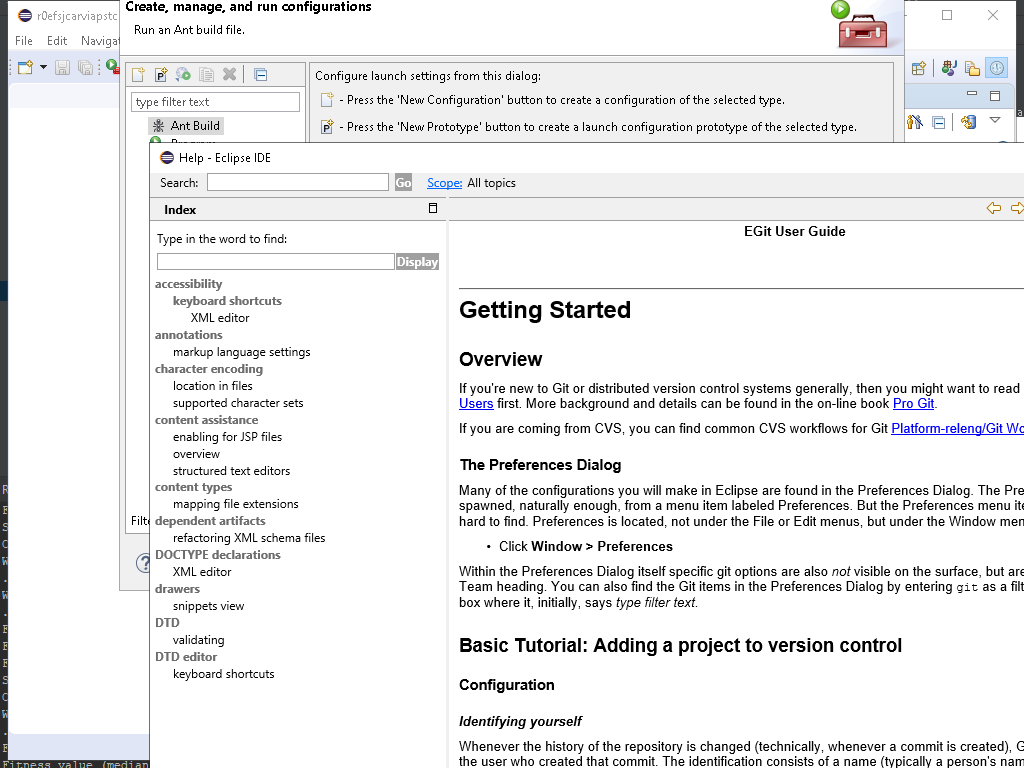 Create, manage, and run configurations
Run an Ant build file.
r0efsjcarviapstc
File Edit Navigat
type filter text
Ant Build
Configure launch settings from this dialog:
- Press the 'New Configuration' button to create a configuration of the selected type.
- Press the 'New Prototype' button to create a launch configuration prototype of the selected type.
Help - Eclipse IDE
Search:
Go
Scope: All topics
Index
Type in the word to find:
Display
accessibility
keyboard shortcuts
XML editor
annotations
markup language settings
character encoding
location in files
supported character sets
content assistance
enabling for JSP files
overview
structured text editors
content types
mapping file extensions
dependent artifacts
refactoring XML schema files
DOCTYPE declarations
XML editor
drawers
snippets view
DTD
validating
DTD editor
keyboard shortcuts
EGit User Guide
Getting Started
Overview
If you're new to Git or distributed version control systems generally, then you might want to read
Users first. More background and details can be found in the on-line book Pro Git.
If you are coming from CVS, you can find common CVS workflows for Git Platform-releng/Git Wo
The Preferences Dialog
Many of the configurations you will make in Eclipse are found in the Preferences Dialog. The Pre
spawned, naturally enough, from a menu item labeled Preferences. But the Preferences menu ite
hard to find. Preferences is located, not under the File or Edit menus, but under the Window men
• Click Window > Preferences
Within the Preferences Dialog itself specific git options are also not visible on the surface, but are
Team heading. You can also find the Git items in the Preferences Dialog by entering git as a filt
box where it, initially, says type filter text.
Basic Tutorial: Adding a project to version control
Configuration
Identifying yourself
Whenever the history of the repository is changed (technically, whenever a commit is created), G
the user who created that commit. The identification consists of a name (typically a person's nam
Filte
Fitness value (median